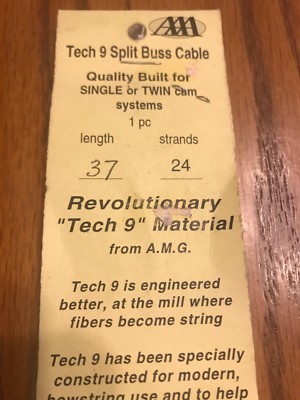 AAA
Tech 9 Split Buss Cable
Quality Built for
SINGLE or TWIN cam
systems
1 pc
length strands
37 24
Revolutionary
"Tech 9" Material
from A.M.G.
Tech 9 is engineered
better, at the mill where
fibers become string
Tech 9 has been specially
constructed for modern,
bowstring use and to help